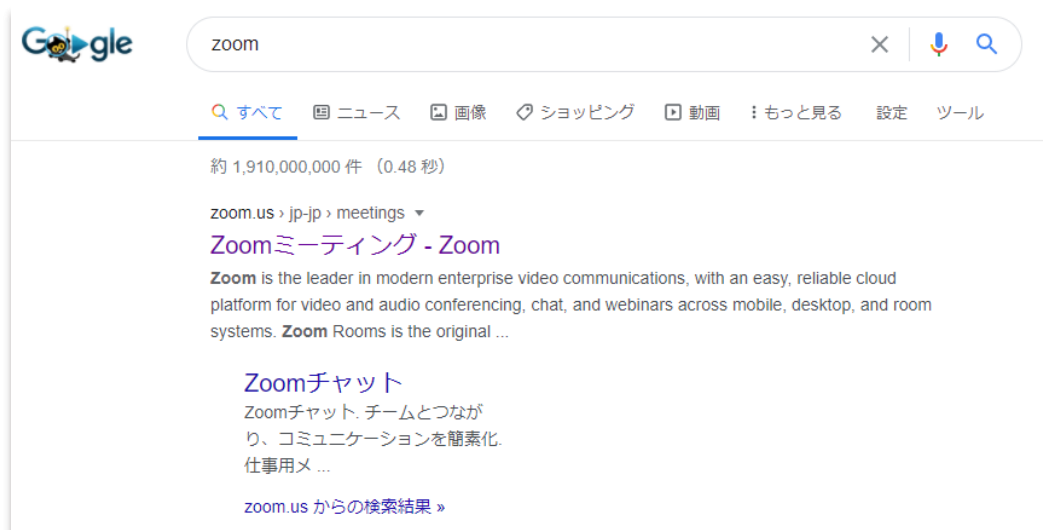 Google
zoom
すべて ニュース 画像 ショッピング 動画 もっと見る 設定 ツール
約 1,910,000,000 件 （0.48 秒）
zoom.us › jp-jp › meetings
Zoomミーティング - Zoom
Zoom is the leader in modern enterprise video communications, with an easy, reliable cloud
platform for video and audio conferencing, chat, and webinars across mobile, desktop, and room
systems. Zoom Rooms is the original ...
Zoomチャット
Zoomチャット. チームとつなが
り、コミュニケーションを簡素化.
仕事用メ ...
zoom.us からの検索結果 »